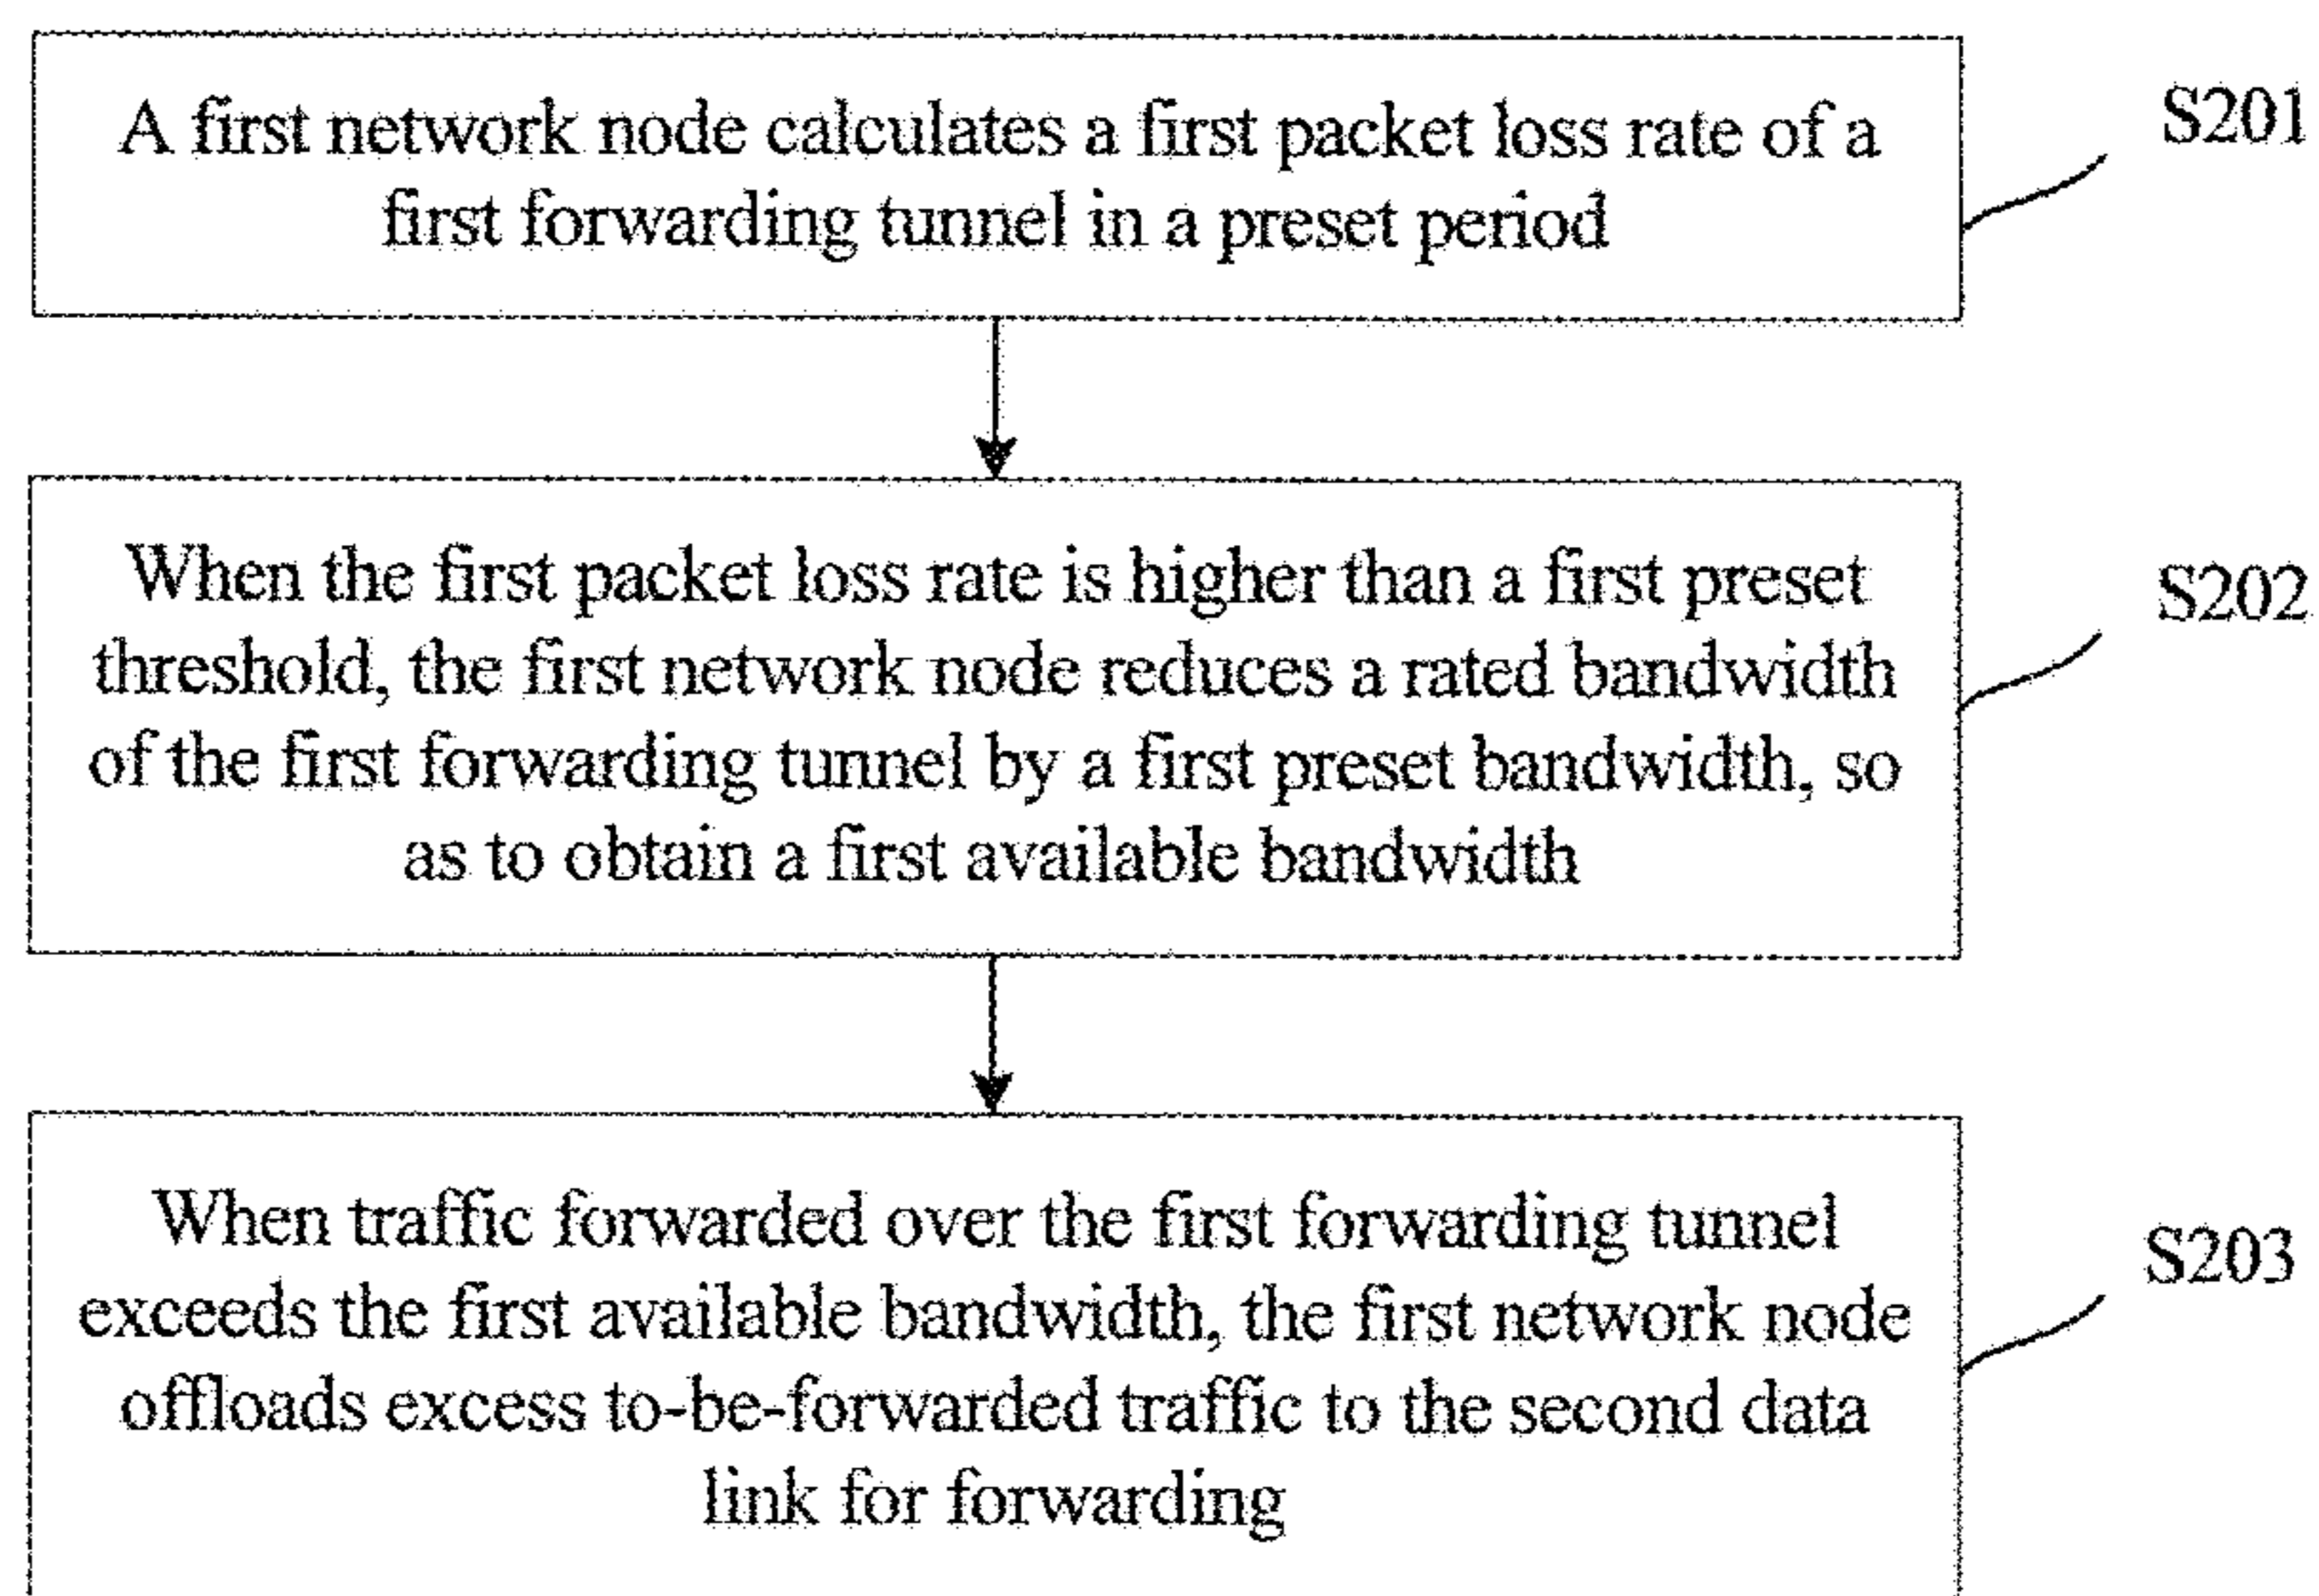 A first network node calculates a first packet loss rate of a
first forwarding tunnel in a preset period
S201
When the first packet loss rate is higher than a first preset
threshold, the first network node reduces a rated bandwidth
of the first forwarding tunnel by a first preset bandwidth, so
as to obtain a first available bandwidth
S202
When traffic forwarded over the first forwarding tunnel
exceeds the first available bandwidth, the first network node
offloads excess to-be-forwarded traffic to the second data
link for forwarding
S203